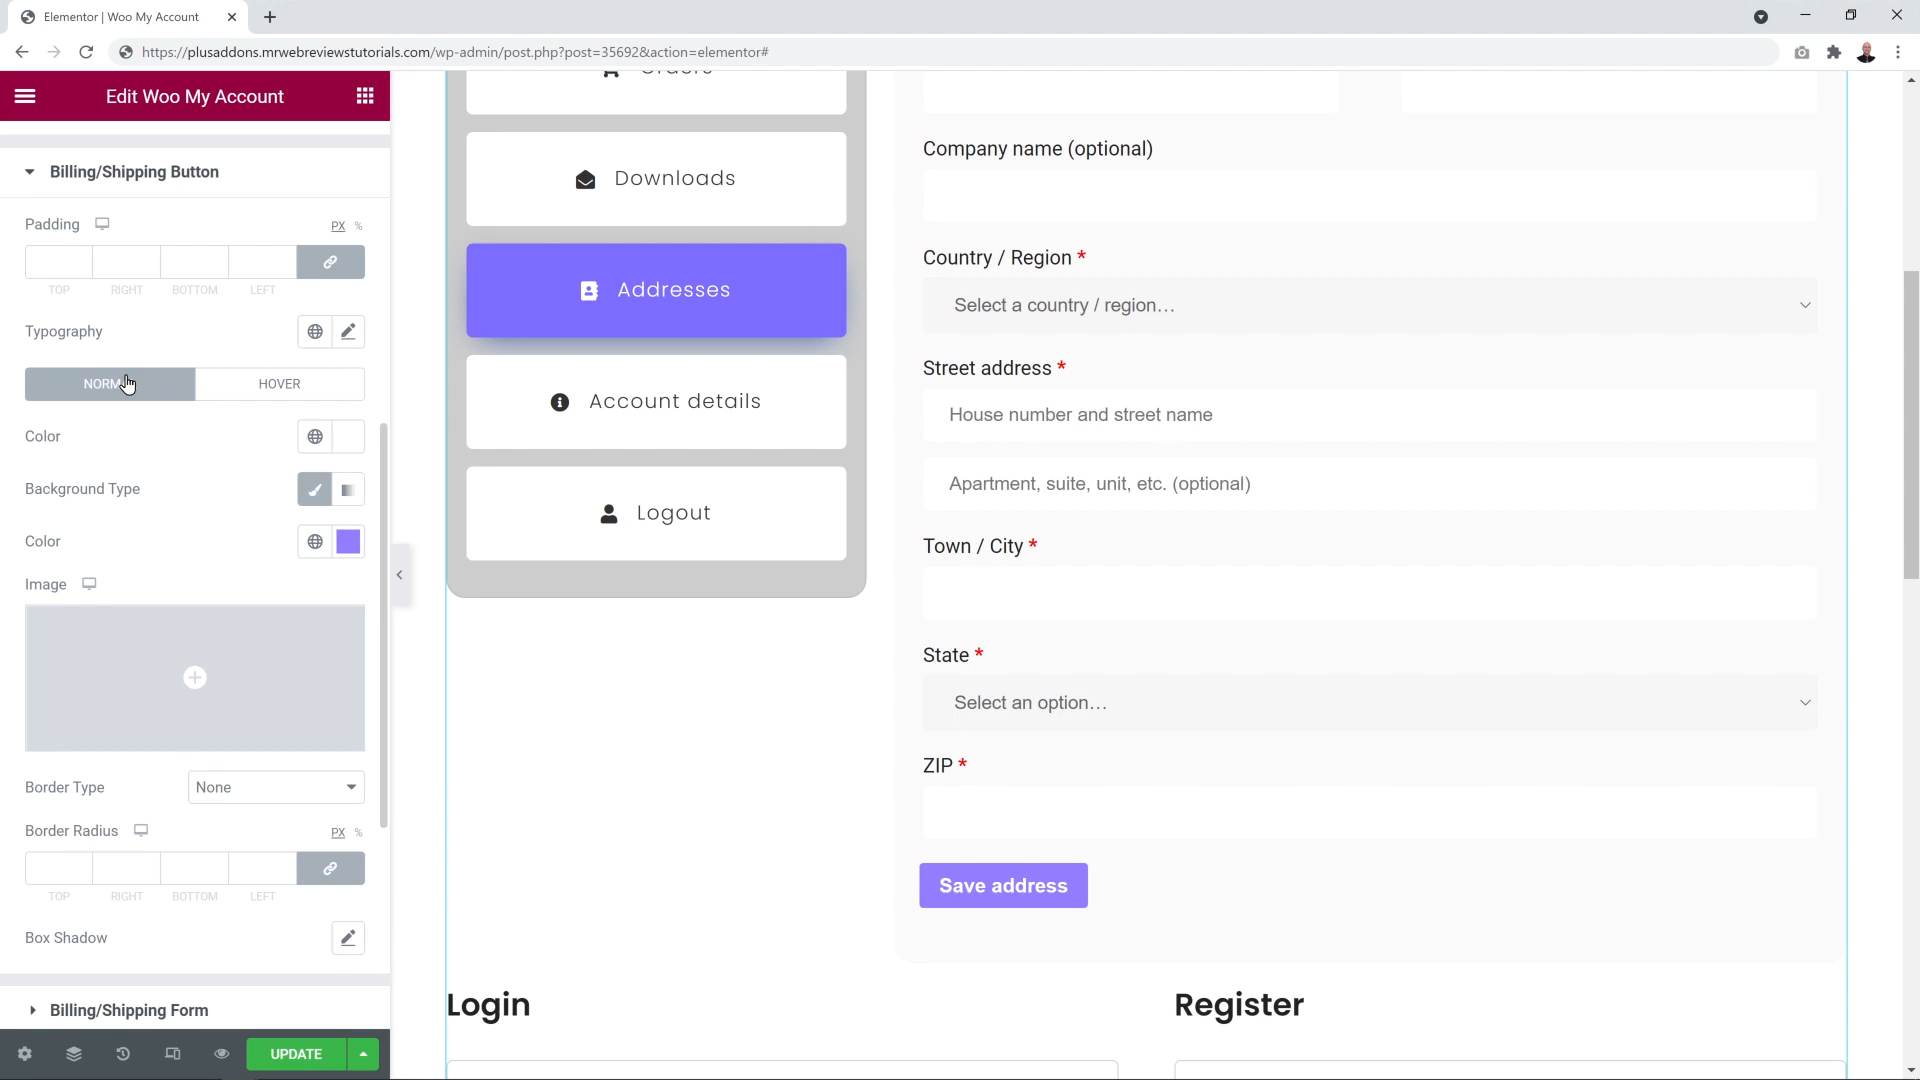 Elementor | Woo My Account
https://plusaddons.mrwebreviewstutorials.com/wp-admin/post.php?post=35692&action=elementor#
Edit Woo My Account
Billing/Shipping Button
Padding
PX %
TOP RIGHT BOTTOM LEFT
Typography
HOVER
Color
Background Type
Color
Image
Border Type
None
Border Radius
PX %
TOP RIGHT BOTTOM LEFT
Box Shadow
Billing/Shipping Form
UPDATE
Orders
Downloads
Addresses
Account details
Logout
Company name (optional)
Country / Region *
Select a country / region…
Street address *
House number and street name
Apartment, suite, unit, etc. (optional)
Town / City *
State *
Select an option…
ZIP *
Save address
Login
Register